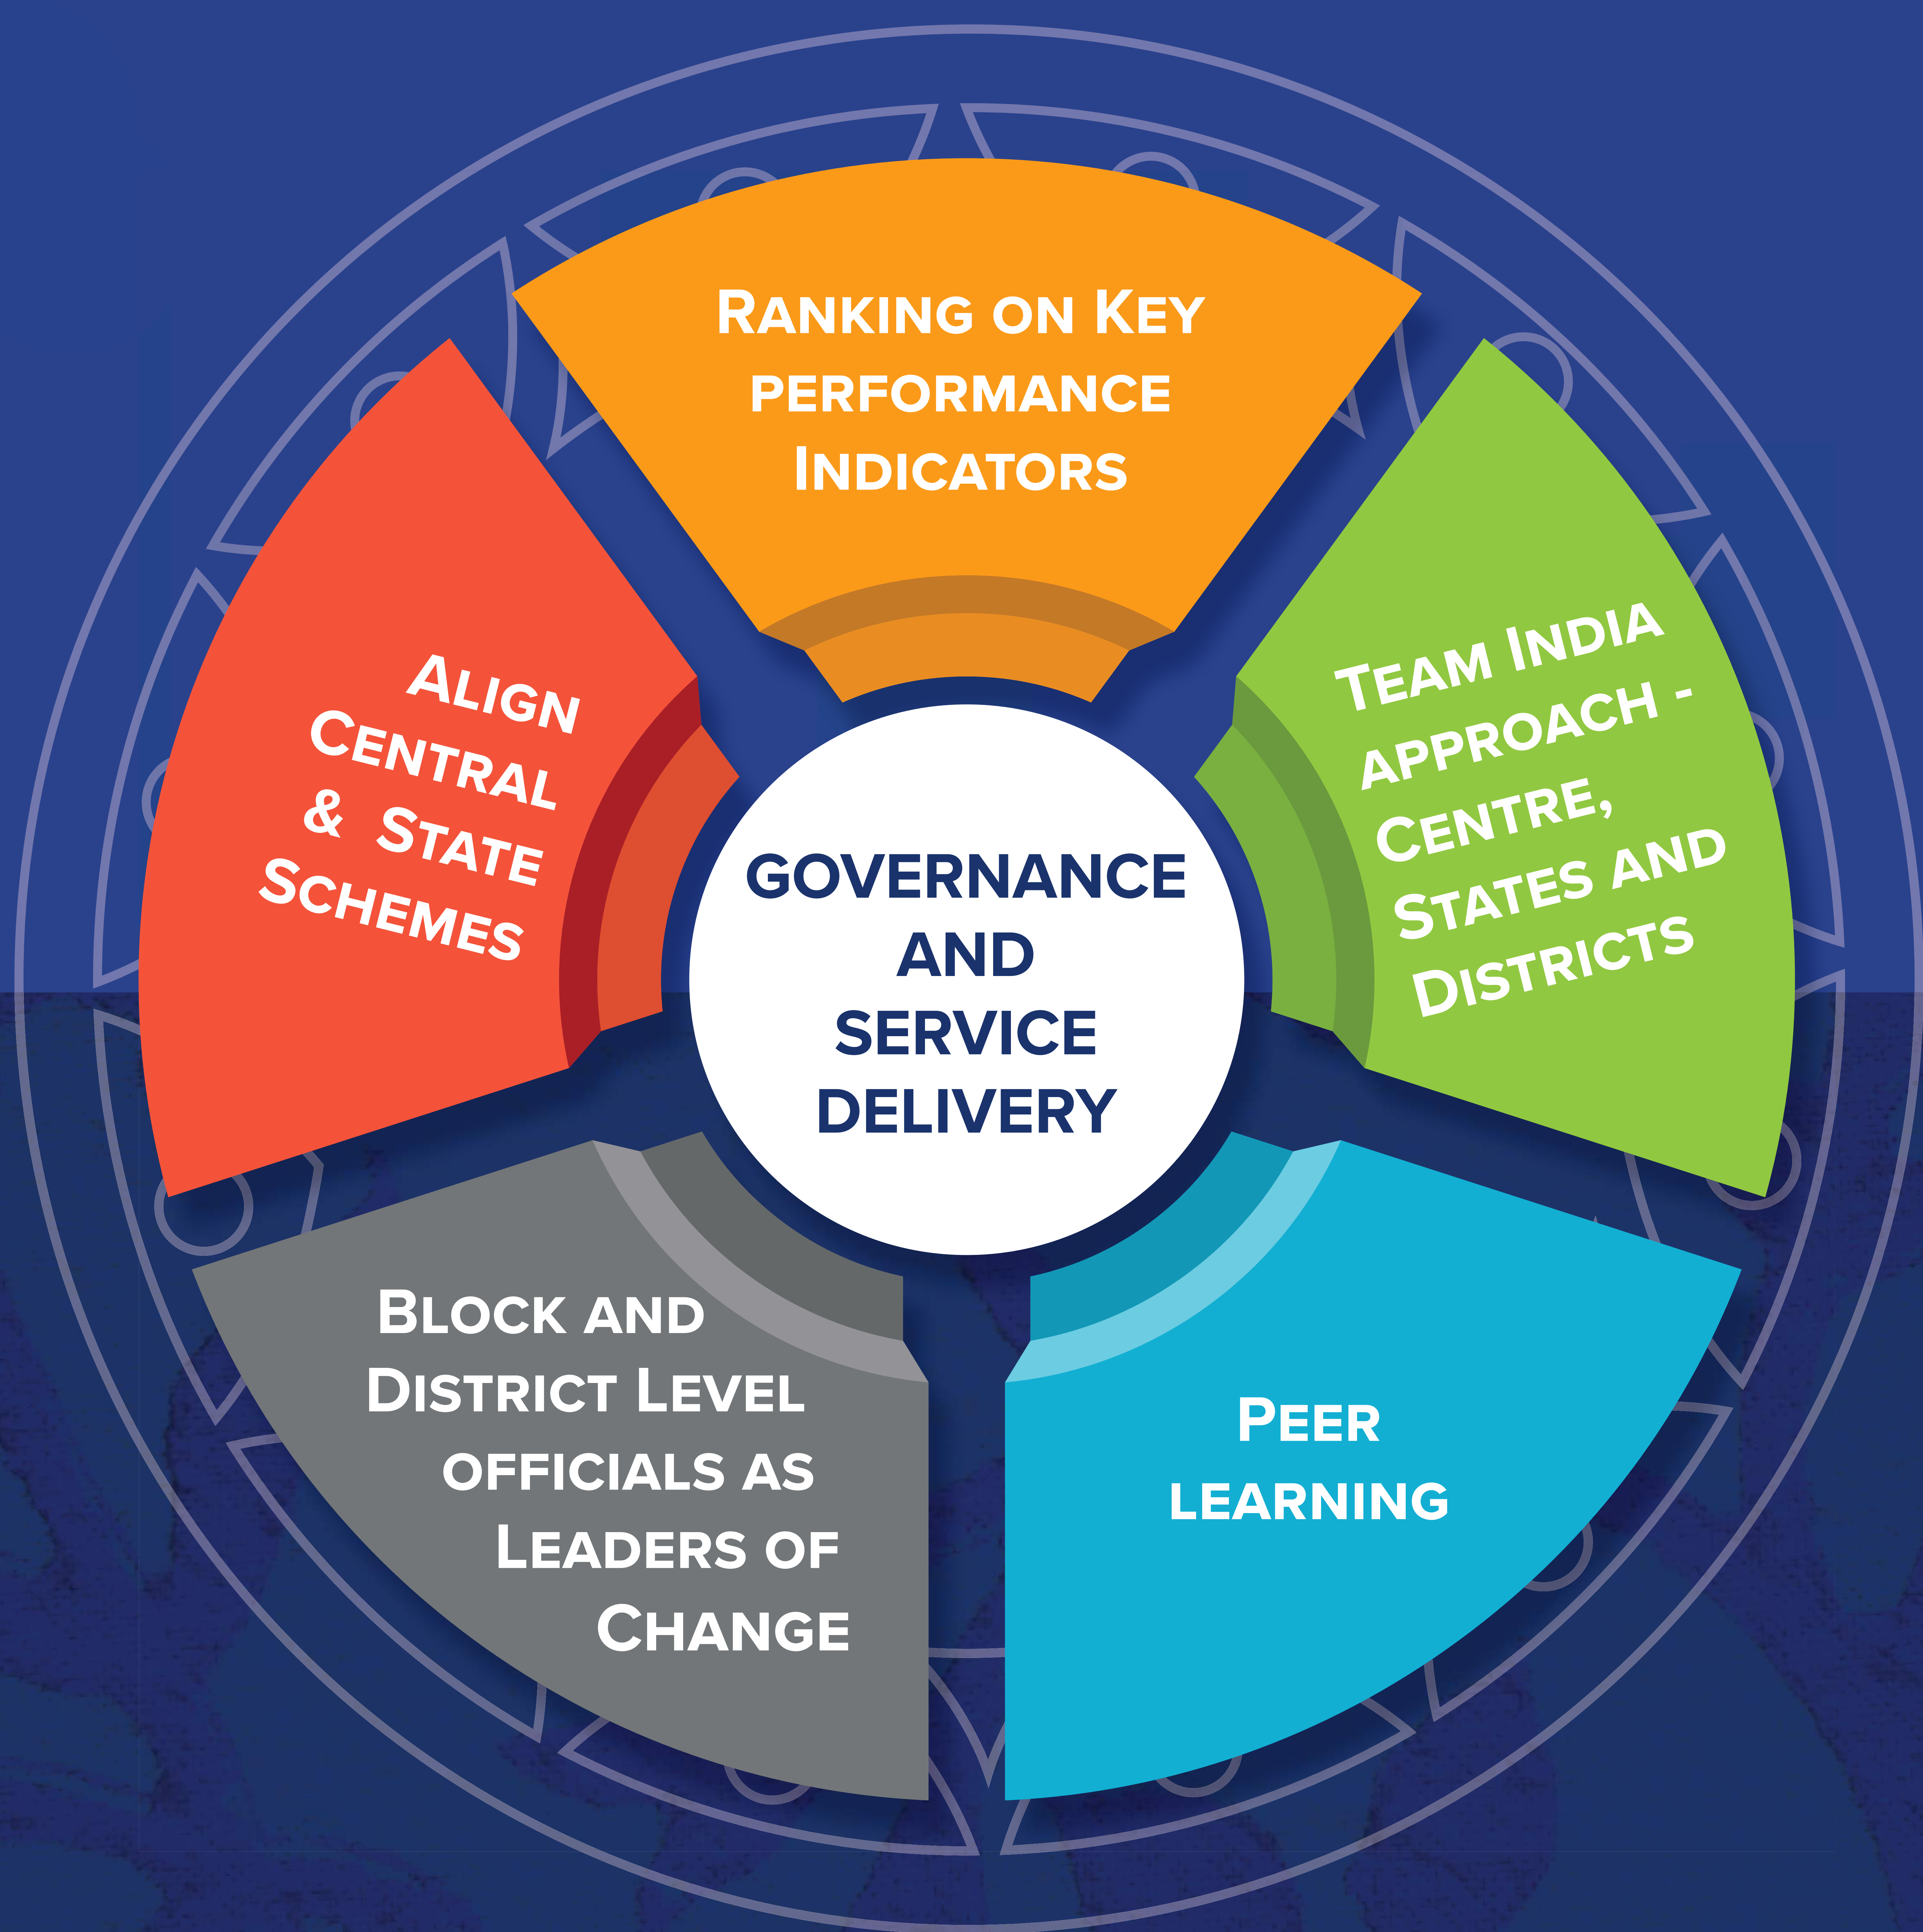 Ranking on Key
performance
Indicators
Team India
approach -
Centre,
States and
Districts
Peer
learning
Block and
District Level
officials as
Leaders of
Change
Align
Central
& State
Schemes
GOVERNANCE
AND
SERVICE
DELIVERY